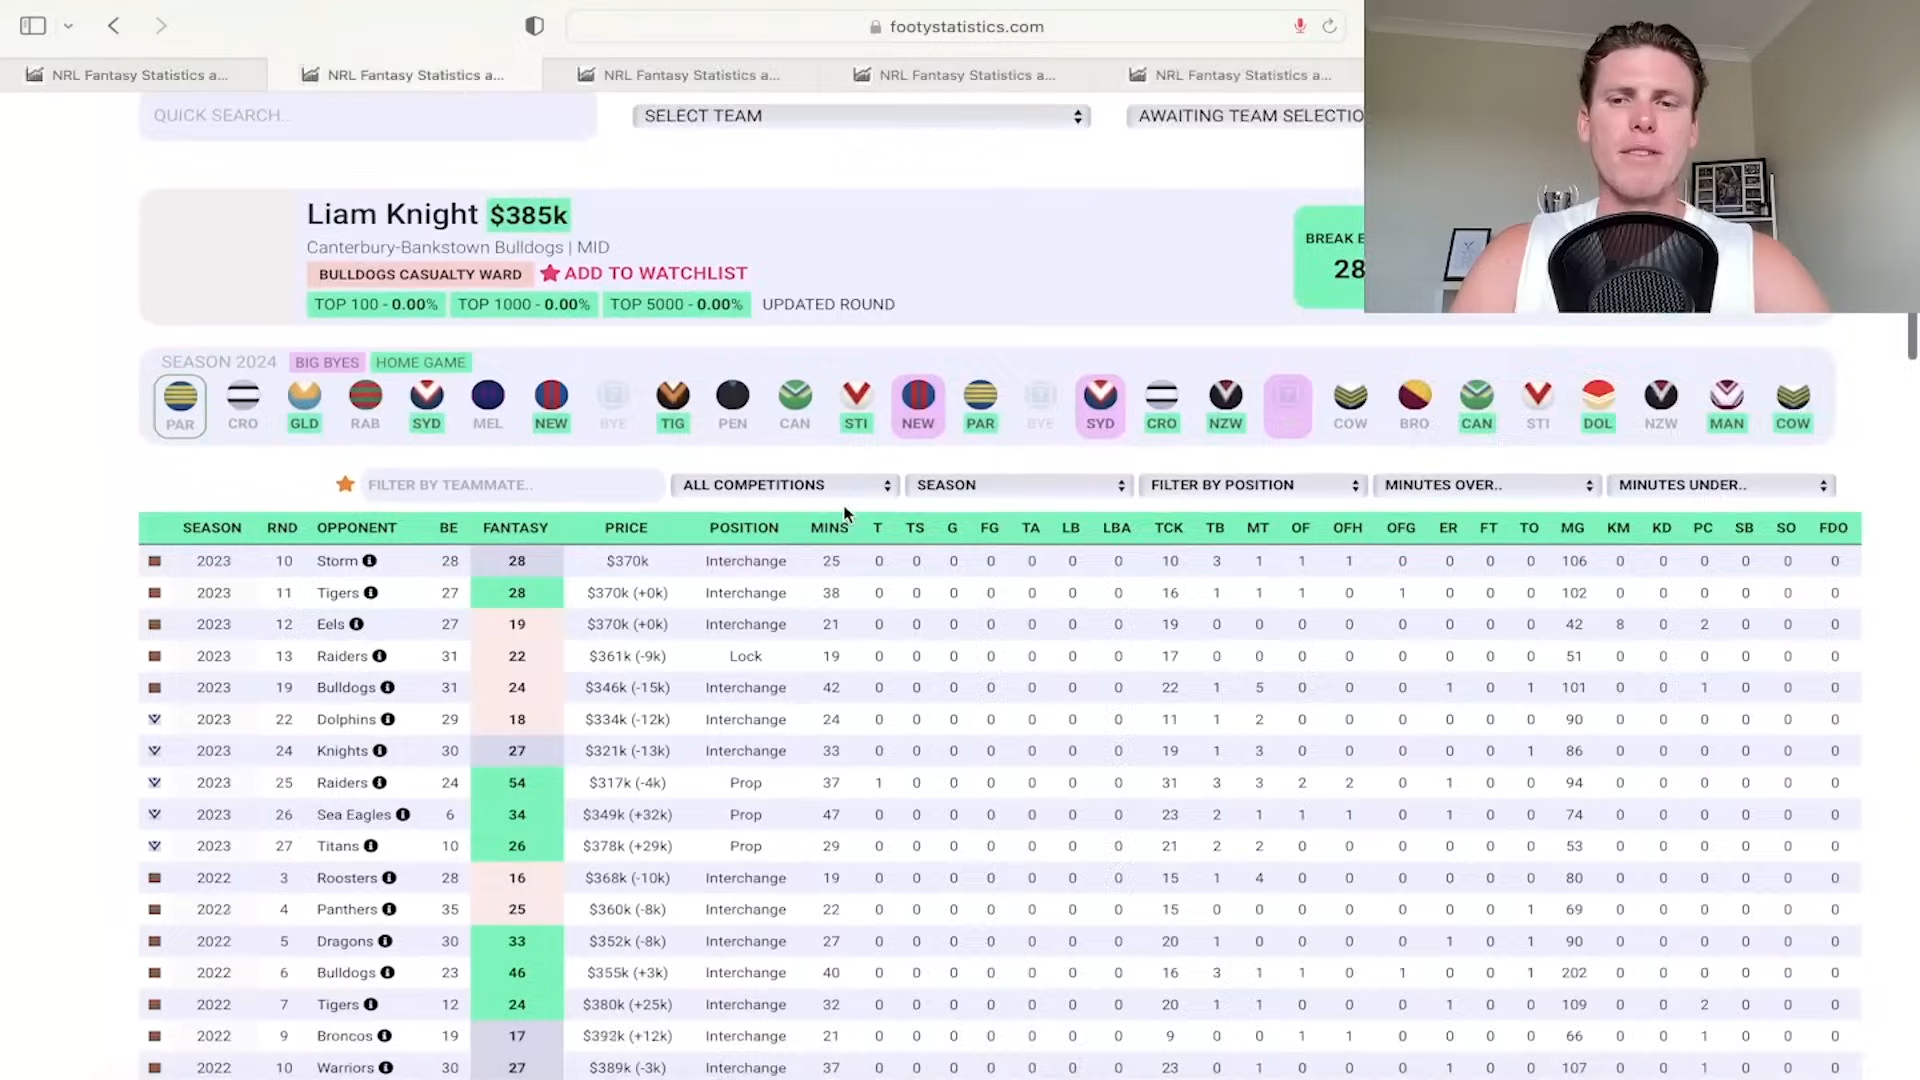 footystatistics.com
NRL Fantasy Statistics a... NRL Fantasy Statistics a... NRL Fantasy Statistics a... NRL Fantasy Statistics a... NRL Fantasy Statistics a...
QUICK SEARCH.. SELECT TEAM AWAITING TEAM SELECTIO
Liam Knight $385k
Canterbury-Bankstown Bulldogs | MID
BREAK E
28
BULLDOGS CASUALTY WARD ADD TO WATCHLIST
TOP 100 - 0.00% TOP 1000 - 0.00% TOP 5000 - 0.00% UPDATED ROUND
SEASON 2024 BIG BYES HOME GAME
PAR CRO GLD RAB SYD MEL NEW BYE TIG PEN CAN STI NEW PAR BYE SYD CRO NZW COW BRO CAN STI DOL NZW MAN COW
FILTER BY TEAMMATE.. ALL COMPETITIONS SEASON FILTER BY POSITION MINUTES OVER.. MINUTES UNDER..
SEASON RND OPPONENT BE FANTASY PRICE POSITION MINS T TS G FG TA LB LBA TCK TB MT OF OFH OFG ER FT TO MG KM KD PC SB SO FDO
2023 10 Storm 28 28 $370k Interchange 25 0 0 0 0 0 0 0 10 3 1 1 1 0 0 0 0 106 0 0 0 0 0 0
2023 11 Tigers 27 28 $370k (+0k) Interchange 38 0 0 0 0 0 0 0 16 1 1 1 0 1 0 0 0 102 0 0 0 0 0 0
2023 12 Eels 27 19 $370k (+0k) Interchange 21 0 0 0 0 0 0 0 19 0 0 0 0 0 0 0 0 42 8 0 2 0 0 0
2023 13 Raiders 31 22 $361k (-9k) Lock 19 0 0 0 0 0 0 0 17 0 0 0 0 0 0 0 0 51 0 0 0 0 0 0
2023 19 Bulldogs 31 24 $346k (-15k) Interchange 42 0 0 0 0 0 0 0 22 1 5 0 0 0 1 0 1 101 0 0 1 0 0 0
2023 22 Dolphins 29 18 $334k (-12k) Interchange 24 0 0 0 0 0 0 0 11 1 2 0 0 0 0 0 0 90 0 0 0 0 0 0
2023 24 Knights 30 27 $321k (-13k) Interchange 33 0 0 0 0 0 0 0 19 1 3 0 0 0 0 0 1 86 0 0 0 0 0 0
2023 25 Raiders 24 54 $317k (-4k) Prop 37 1 0 0 0 0 0 0 31 3 3 2 2 0 1 0 0 94 0 0 0 0 0 0
2023 26 Sea Eagles 6 34 $349k (+32k) Prop 47 0 0 0 0 0 0 0 23 2 1 1 1 0 1 0 0 74 0 0 0 0 0 0
2023 27 Titans 10 26 $378k (+29k) Prop 29 0 0 0 0 0 0 0 21 2 2 0 0 0 0 0 0 53 0 0 0 0 0 0
2022 3 Roosters 28 16 $368k (-10k) Interchange 19 0 0 0 0 0 0 0 15 1 4 0 0 0 0 0 0 80 0 0 0 0 0 0
2022 4 Panthers 35 25 $360k (-8k) Interchange 22 0 0 0 0 0 0 0 15 0 0 0 0 0 0 0 1 69 0 0 0 0 0 0
2022 5 Dragons 30 33 $352k (-8k) Interchange 27 0 0 0 0 0 0 0 20 1 0 0 0 0 1 0 1 90 0 0 0 0 0 0
2022 6 Bulldogs 23 46 $355k (+3k) Interchange 40 0 0 0 0 0 0 0 16 3 1 1 0 1 0 0 1 202 0 0 0 0 0 0
2022 7 Tigers 12 24 $380k (+25k) Interchange 32 0 0 0 0 0 0 0 20 1 1 0 0 0 1 0 0 109 0 0 2 0 0 0
2022 9 Broncos 19 17 $392k (+12k) Interchange 21 0 0 0 0 0 0 0 9 0 0 1 1 0 0 0 0 66 0 0 1 0 0 0
2022 10 Warriors 30 27 $389k (-3k) Interchange 37 0 0 0 0 0 0 0 23 0 1 0 0 0 1 0 0 107 0 0 1 0 0 0